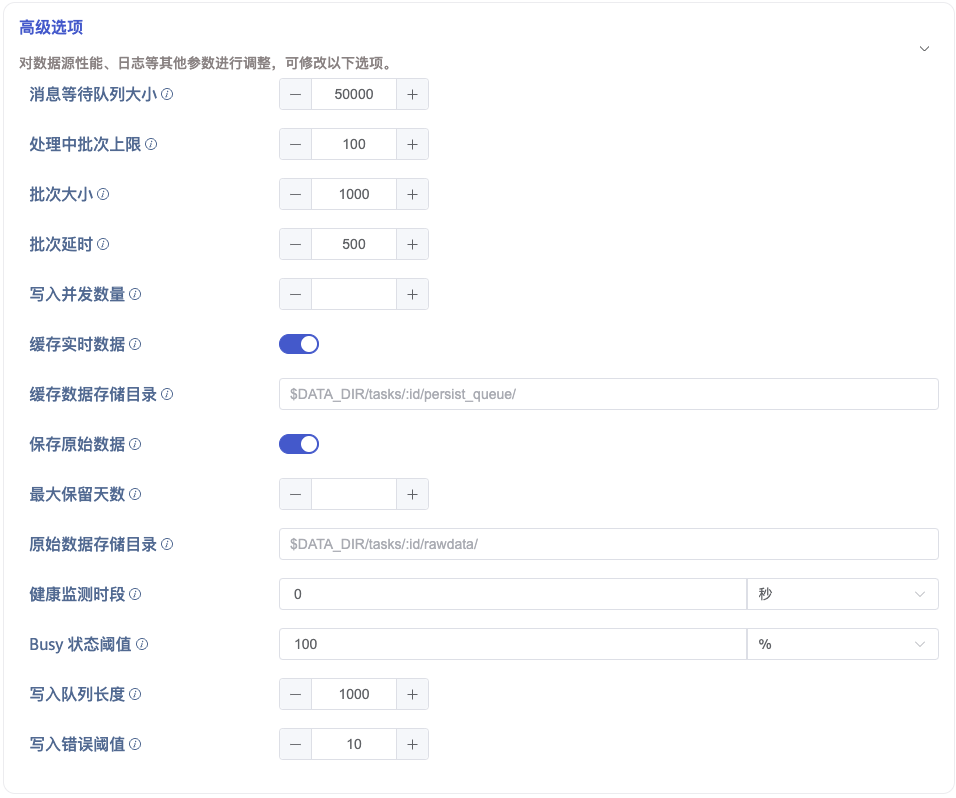 高级选项
对数据源性能、日志等其他参数进行调整，可修改以下选项。
消息等待队列大小 50000
处理中批次上限 100
批次大小 1000
批次延时 500
写入并发数量
缓存实时数据
缓存数据存储目录 $DATA_DIR/tasks/:id/persist_queue/
保存原始数据
最大保留天数
原始数据存储目录 $DATA_DIR/tasks/:id/rawdata/
健康监测时段 0 秒
Busy 状态阈值 100 %
写入队列长度 1000
写入错误阈值 10